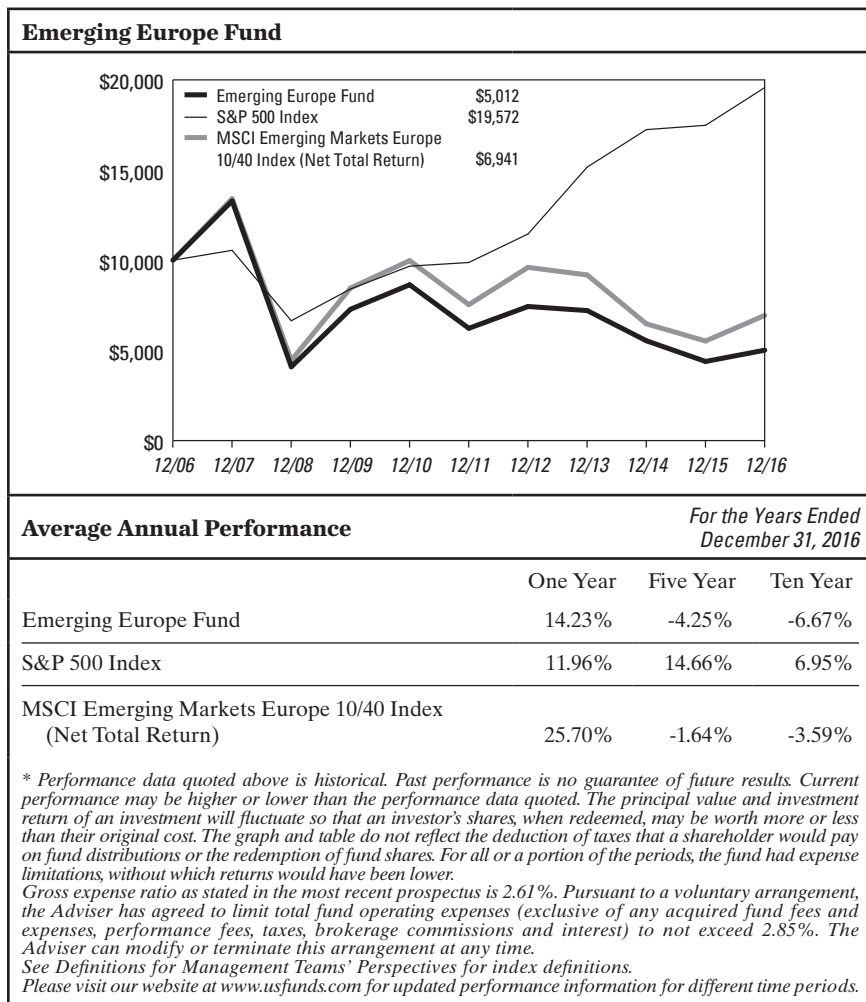 Emerging Europe Fund
$20,000
$15,000
$10,000
$5,000
$0
Emerging Europe Fund $5,012
S&P 500 Index $19,572
MSCI Emerging Markets Europe
10/40 Index (Net Total Return) $6,941
12/06 12/07 12/08 12/09 12/10 12/11 12/12 12/13 12/14 12/15 12/16
Average Annual Performance
For the Years Ended
December 31, 2016
One Year Five Year Ten Year
Emerging Europe Fund 14.23% -4.25% -6.67%
S&P 500 Index 11.96% 14.66% 6.95%
MSCI Emerging Markets Europe 10/40 Index
(Net Total Return) 25.70% -1.64% -3.59%
* Performance data quoted above is historical. Past performance is no guarantee of future results. Current
performance may be higher or lower than the performance data quoted. The principal value and investment
return of an investment will fluctuate so that an investor's shares, when redeemed, may be worth more or less
than their original cost. The graph and table do not reflect the deduction of taxes that a shareholder would pay
on fund distributions or the redemption of fund shares. For all or a portion of the periods, the fund had expense
limitations, without which returns would have been lower.
Gross expense ratio as stated in the most recent prospectus is 2.61%. Pursuant to a voluntary arrangement,
the Adviser has agreed to limit total fund operating expenses (exclusive of any acquired fund fees and
expenses, performance fees, taxes, brokerage commissions and interest) to not exceed 2.85%. The
Adviser can modify or terminate this arrangement at any time.
See Definitions for Management Teams' Perspectives for index definitions.
Please visit our website at www.usfunds.com for updated performance information for different time periods.